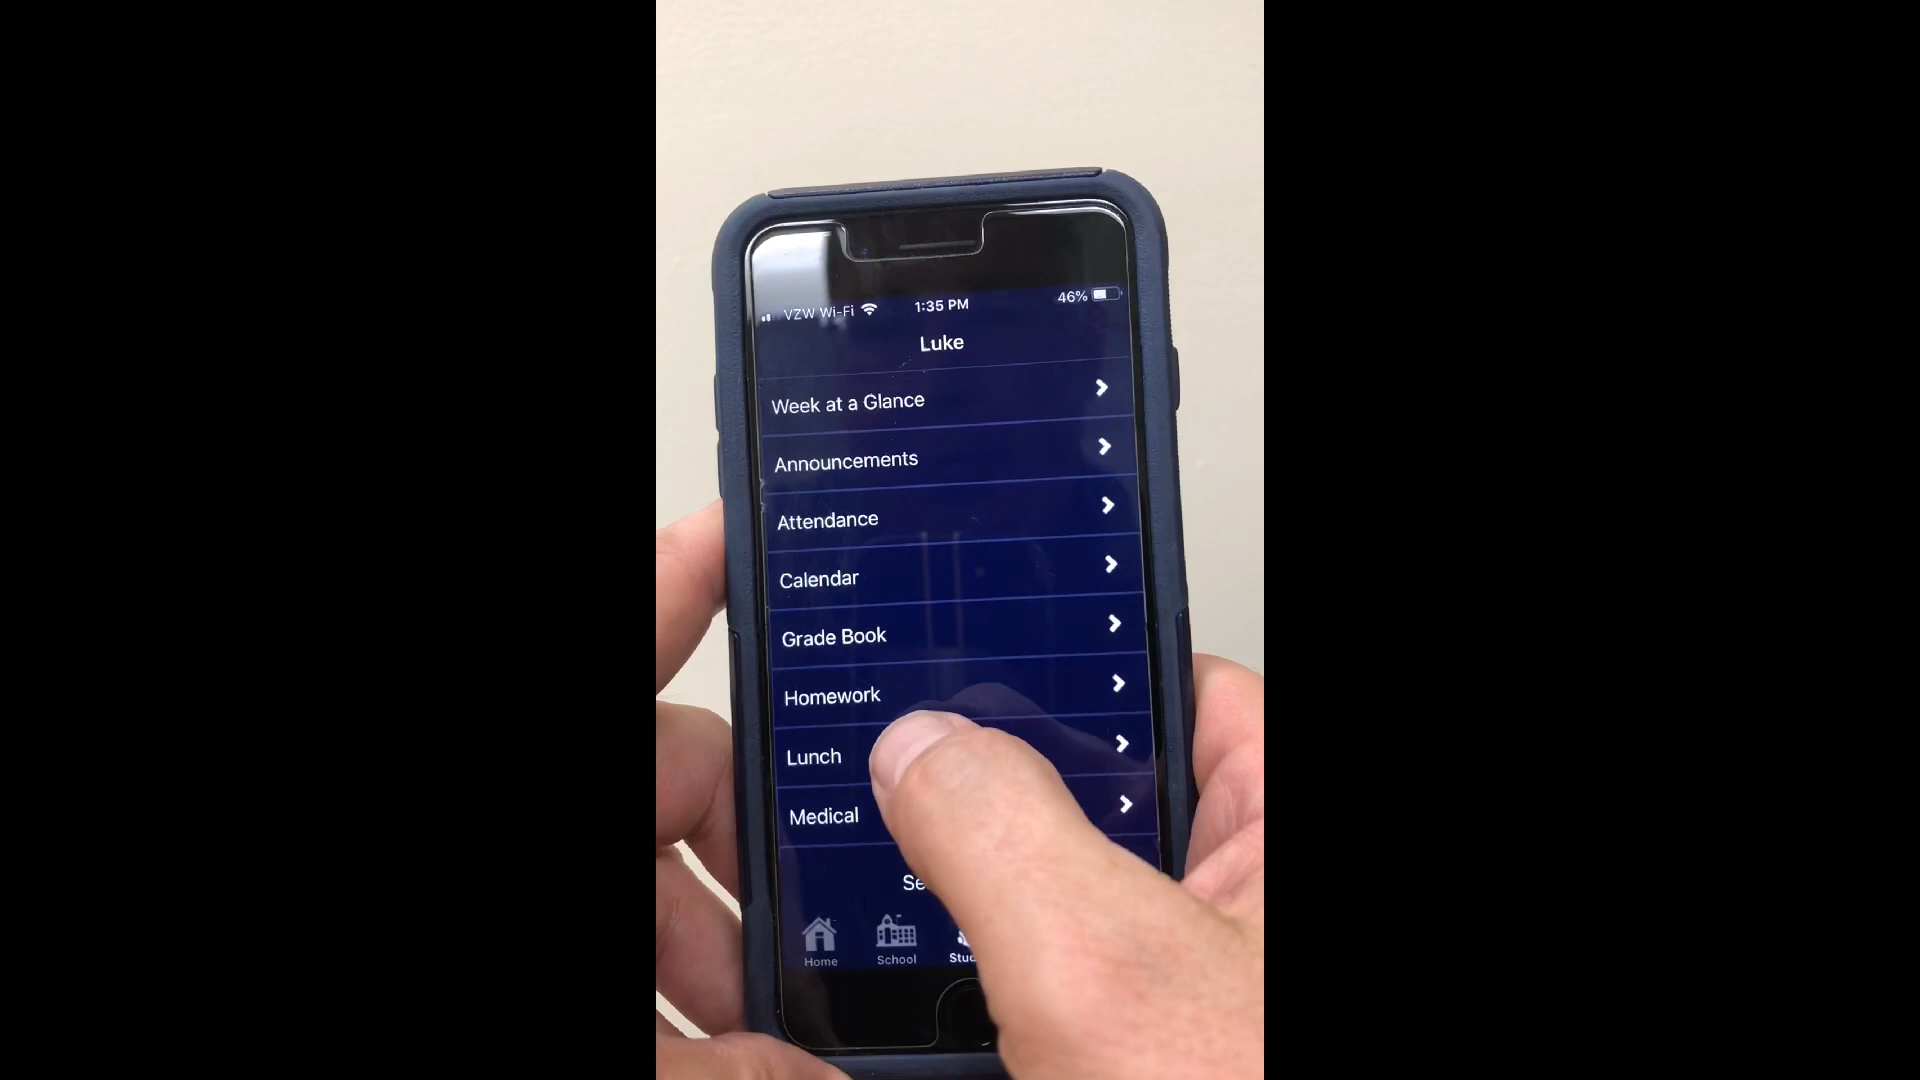 VZW Wi-Fi 1:35 PM 46%
Luke
Week at a Glance
Announcements
Attendance
Calendar
Grade Book
Homework
Lunch
Medical
Home School